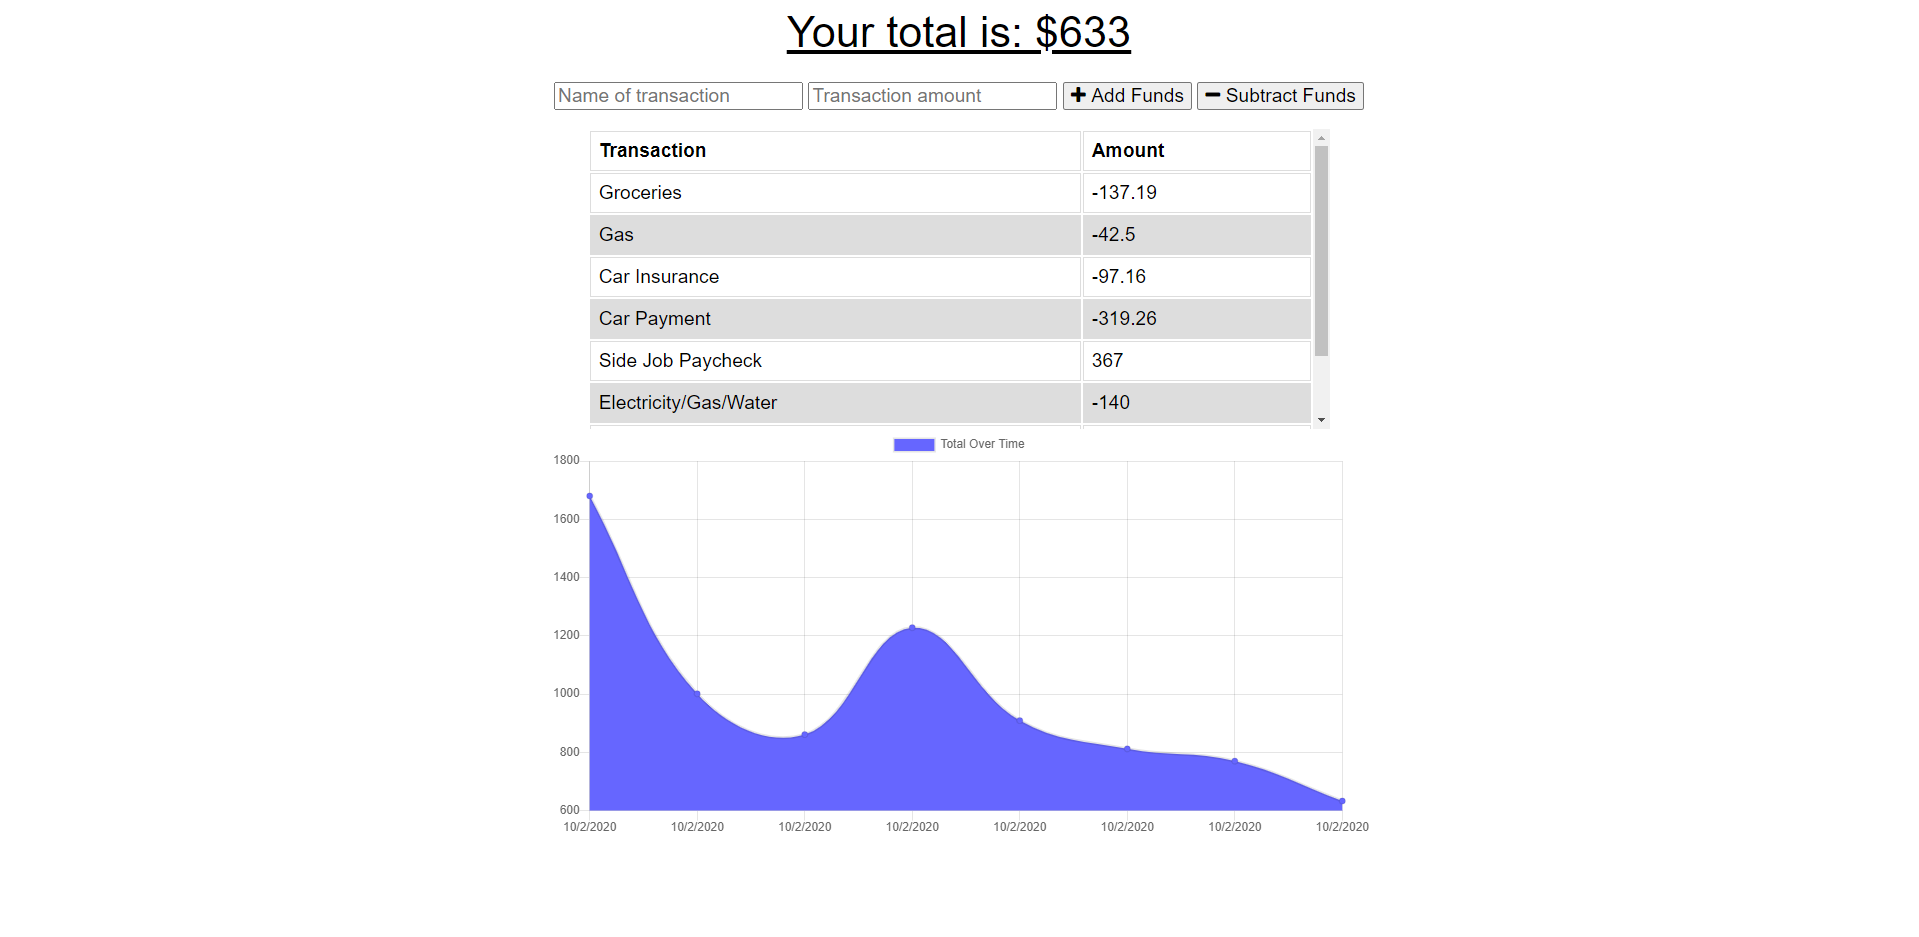 Your total is: $633
Name of transaction Transaction amount Add Funds Subtract Funds
Transaction Amount
Groceries -137.19
Gas -42.5
Car Insurance -97.16
Car Payment -319.26
Side Job Paycheck 367
Electricity/Gas/Water -140
Total Over Time
1800
1600
1400
1200
1000
800
600
10/2/2020 10/2/2020 10/2/2020 10/2/2020 10/2/2020 10/2/2020 10/2/2020 10/2/2020